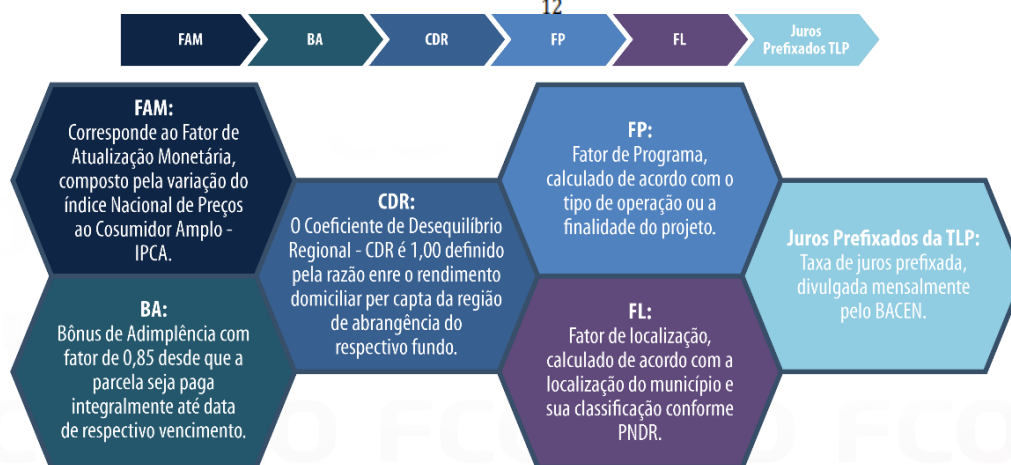 12
FAM
BA
CDR
FP
FL
Juros
Prefixados TLP
FAM:
Corresponde ao Fator de
Atualização Monetária,
composto pela variação do
índice Nacional de Preços
ao Cosumidor Amplo -
IPCA.
BA:
Bônus de Adimplência com
fator de 0,85 desde que a
parcela seja paga
integralmente até data
de respectivo vencimento.
CDR:
O Coeficiente de Desequilíbrio
Regional - CDR é 1,00 definido
pela razão enre o rendimento
domiciliar per capta da região
de abrangência do
respectivo fundo.
FP:
Fator de Programa,
calculado de acordo com o
tipo de operação ou a
finalidade do projeto.
FL:
Fator de localização,
calculado de acordo com a
localização do município e
sua classificação conforme
PNDR.
Juros Prefixados da TLP:
Taxa de juros prefixada,
divulgada mensalmente
pelo BACEN.